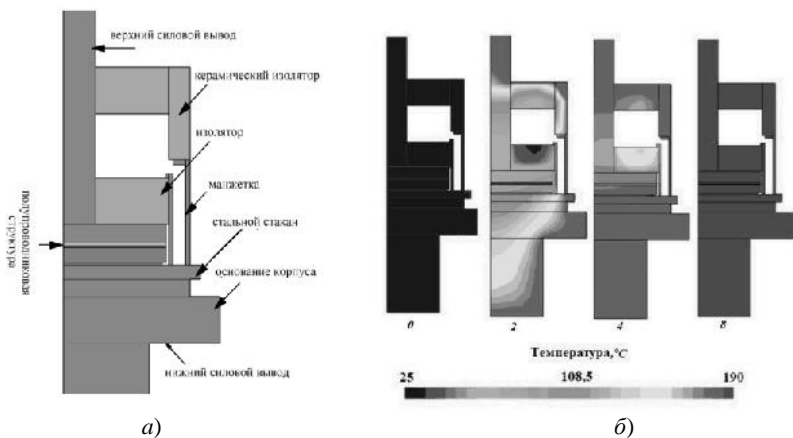 верхний силовой вывод
керамический изолятор
изолятор
манжетка
стальной стакан
полупроводниковая
структура
основание корпуса
нижний силовой вывод
а)
0
2
4
8
Температура, °C
25 108,5 190
б)